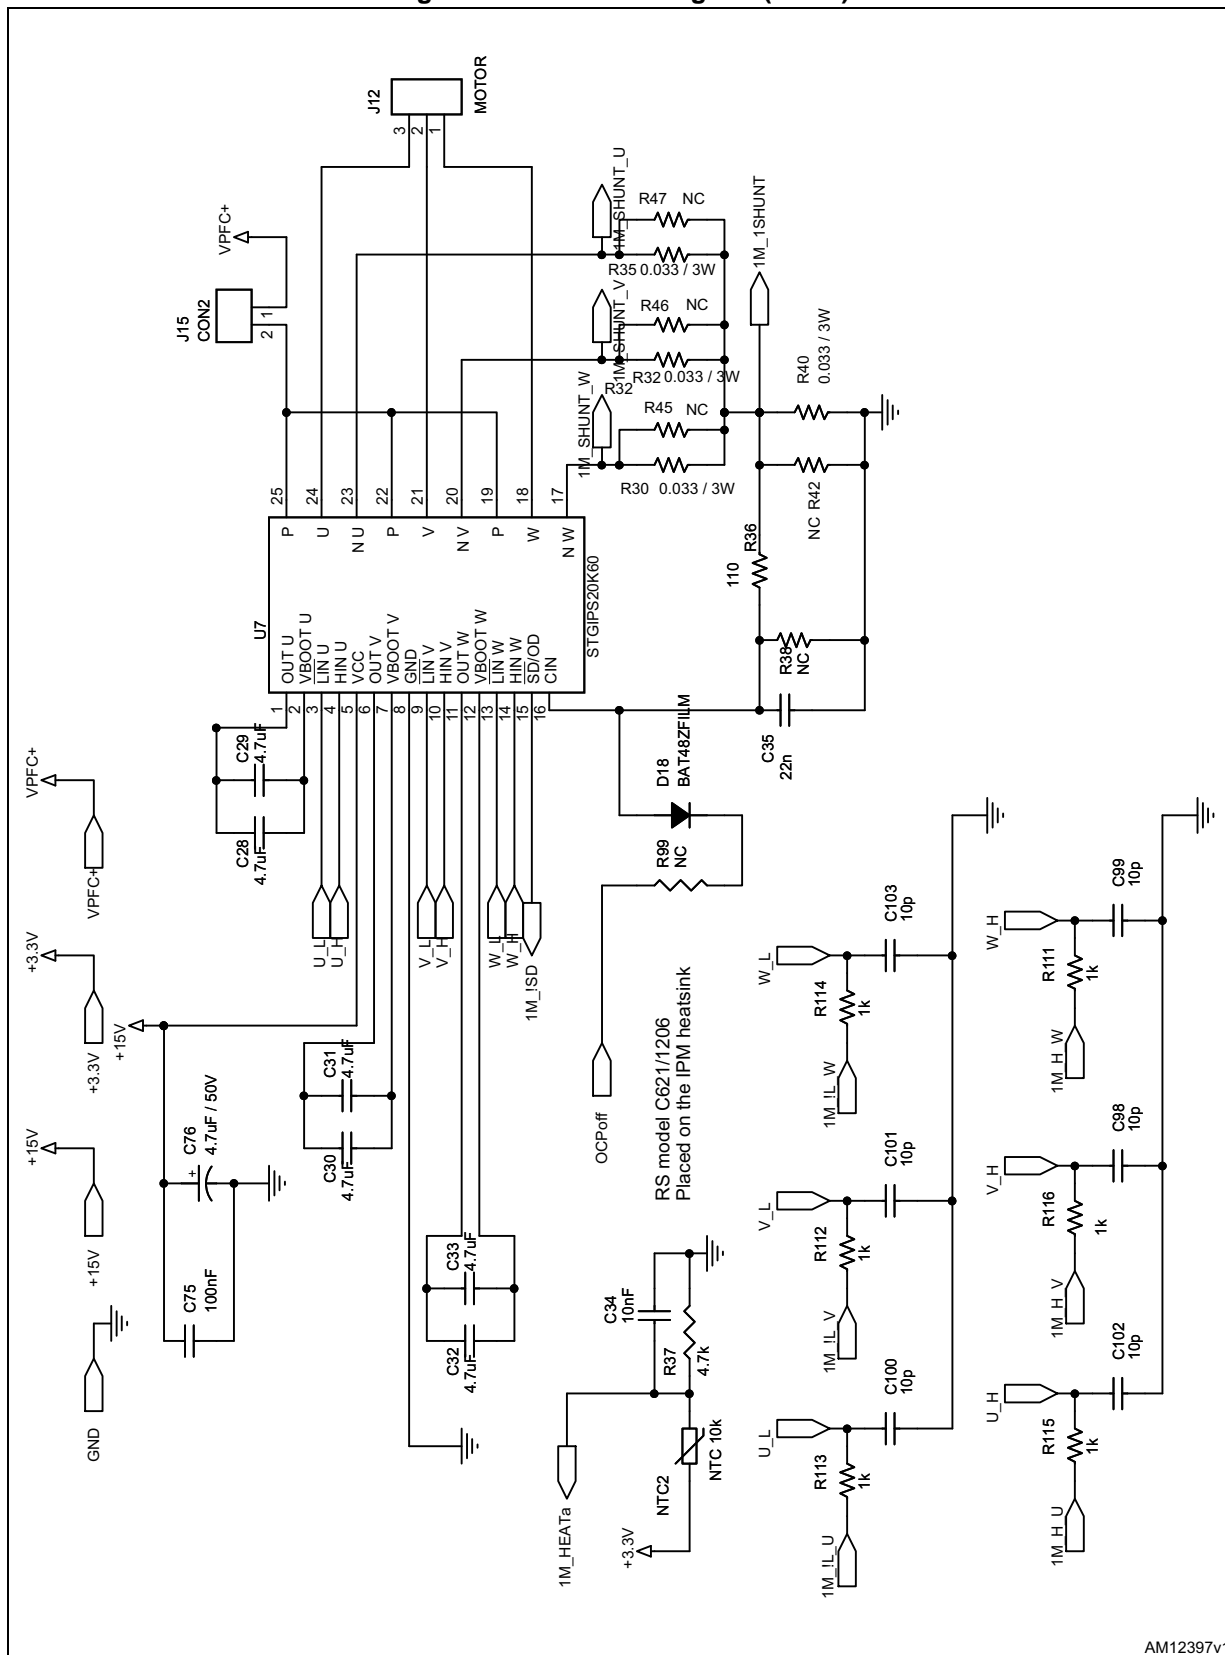 J12
MOTOR
3
2
1
VPFC+
J15
CON2
2
1
1M_SHUNT_U
R47 NC
R35 0.033 / 3W
1M_SHUNT_V
R46 NC
R32 0.033 / 3W
R32
1M_SHUNT_W
R45 NC
R30 0.033 / 3W
1M_1SHUNT
R40
0.033 / 3W
NC R42
R36
110
R38
NC
C35
22n
25
24
23
22
21
20
19
18
17
P
U
N U
P
V
N V
P
W
N W
U7
STGIPS20K60
OUT U
VBOOT U
LIN U
HIN U
VCC
OUT V
VBOOT V
GND
LIN V
HIN V
OUT W
VBOOT W
LIN W
HIN W
SD/OD
CIN
1
2
3
4
5
6
7
8
9
10
11
12
13
14
15
16
C29
4.7uF
C28
4.7uF
U_L
U_H
V_L
V_H
W_L
W_H
1M_!SD
D18
BAT48ZFILM
R99
NC
OCPoff
VPFC+
VPFC+
+3.3V
+3.3V
+15V
+15V
+15V
GND
C76
4.7uF / 50V
+
C75
100nF
C31
4.7uF
C30
4.7uF
C33
4.7uF
C32
4.7uF
RS model C621/1206
Placed on the IPM heatsink
C34
10nF
R37
4.7k
1M_HEATa
NTC2
NTC 10k
+3.3V
W_L
C103
10p
R114
1k
1M_!L_W
V_L
C101
10p
R112
1k
1M_!L_V
U_L
C100
10p
R113
1k
1M_!L_U
W_H
C99
10p
R111
1k
1M_H_W
V_H
C98
10p
R116
1k
1M_H_V
U_H
C102
10p
R115
1k
1M_H_U